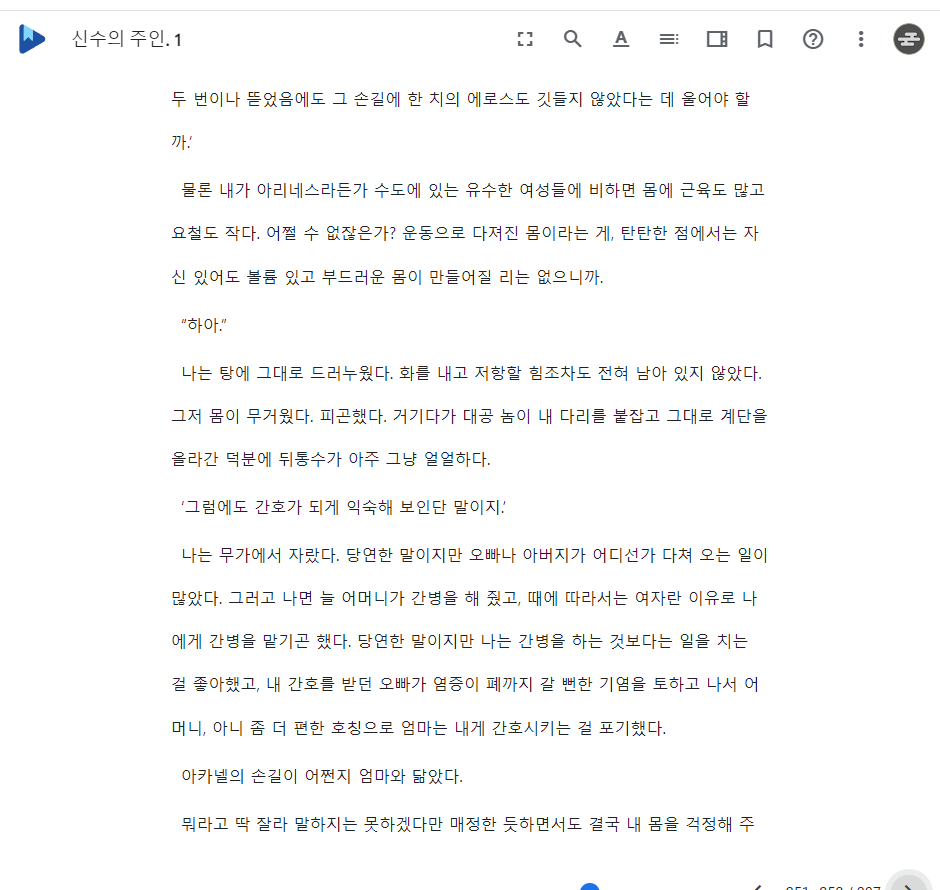 신수의 주인. 1
두 번이나 뜯었음에도 그 손길에 한 치의 에로스도 깃들지 않았다는 데 울어야 할
까.'
물론 내가 아리네스라든가 수도에 있는 유수한 여성들에 비하면 몸에 근육도 많고
요철도 작다. 어쩔 수 없잖은가? 운동으로 다져진 몸이라는 게, 탄탄한 점에서는 자
신 있어도 볼륨 있고 부드러운 몸이 만들어질 리는 없으니까.
"하아."
나는 탕에 그대로 드러누웠다. 화를 내고 저항할 힘조차도 전혀 남아 있지 않았다.
그저 몸이 무거웠다. 피곤했다. 거기다가 대공 놈이 내 다리를 붙잡고 그대로 계단을
올라간 덕분에 뒤통수가 아주 그냥 얼얼하다.
'그럼에도 간호가 되게 익숙해 보인단 말이지.'
나는 무가에서 자랐다. 당연한 말이지만 오빠나 아버지가 어디선가 다쳐 오는 일이
많았다. 그러고 나면 늘 어머니가 간병을 해 줬고, 때에 따라서는 여자란 이유로 나
에게 간병을 맡기곤 했다. 당연한 말이지만 나는 간병을 하는 것보다는 일을 치는
걸 좋아했고, 내 간호를 받던 오빠가 염증이 폐까지 갈 뻔한 기염을 토하고 나서 어
머니, 아니 좀 더 편한 호칭으로 엄마는 내게 간호시키는 걸 포기했다.
아카넬의 손길이 어쩐지 엄마와 닮았다.
뭐라고 딱 잘라 말하지는 못하겠다만 매정한 듯하면서도 결국 내 몸을 걱정해 주